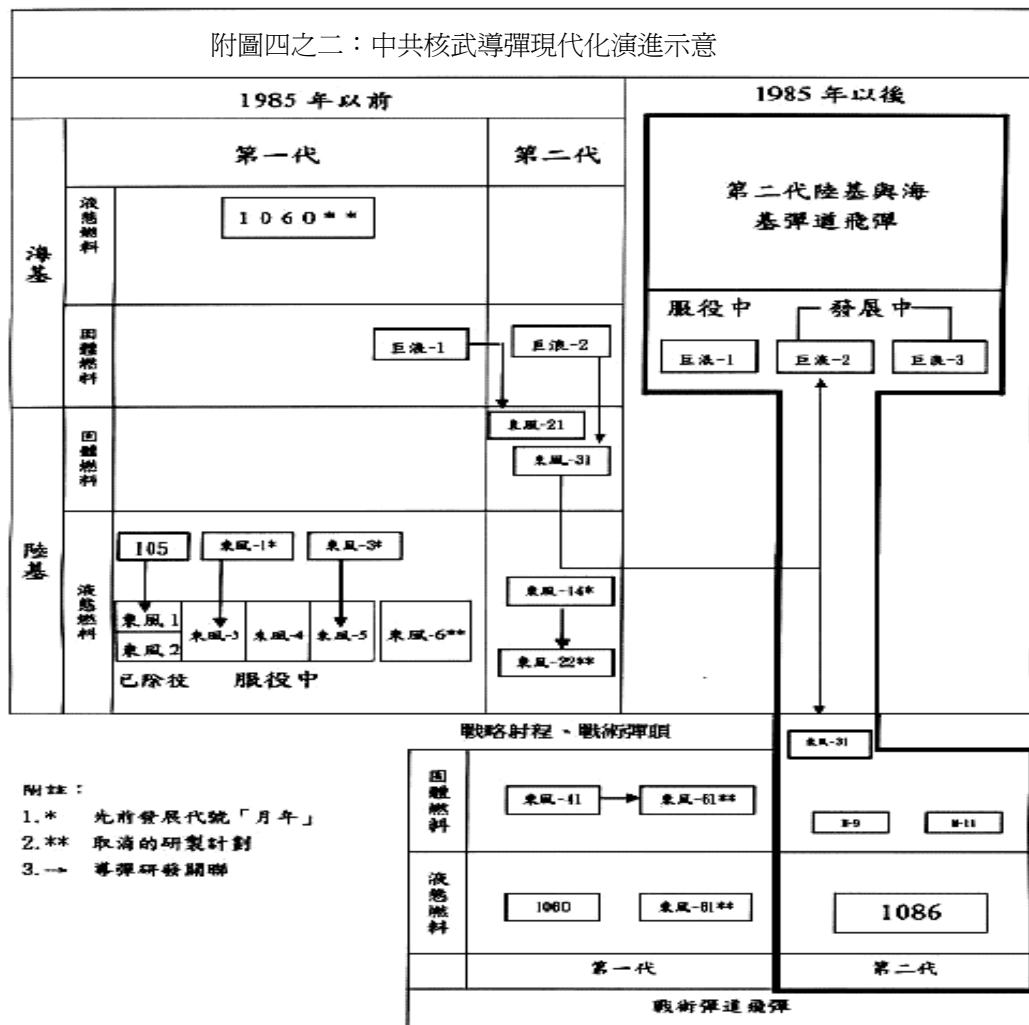 附圖四之二：中共核武導彈現代化演進示意
1985 年以前
1985 年以後
第一代
第二代
第二代陸基與海
基彈道飛彈
海基
液態燃料
1060**
固體燃料
巨浪-1
巨浪-2
服役中
發展中
巨浪-1
巨浪-2
巨浪-3
陸基
固體燃料
東風-21
東風-31
液態燃料
105
東風-1*
東風-3*
東風-14*
東風 1
東風 2
東風-3
東風-4
東風-5
東風-6**
東風-22**
已除役
服役中
戰略射程、戰術彈頭
東風-31
固體燃料
東風-41
東風-61**
M-9
M-11
液態燃料
1060
東風-61**
1086
第一代
第二代
戰術彈道飛彈
附註：
1.* 先前發展代號「月年」
2.** 取消的研製計劃
3.→ 導彈研發關聯